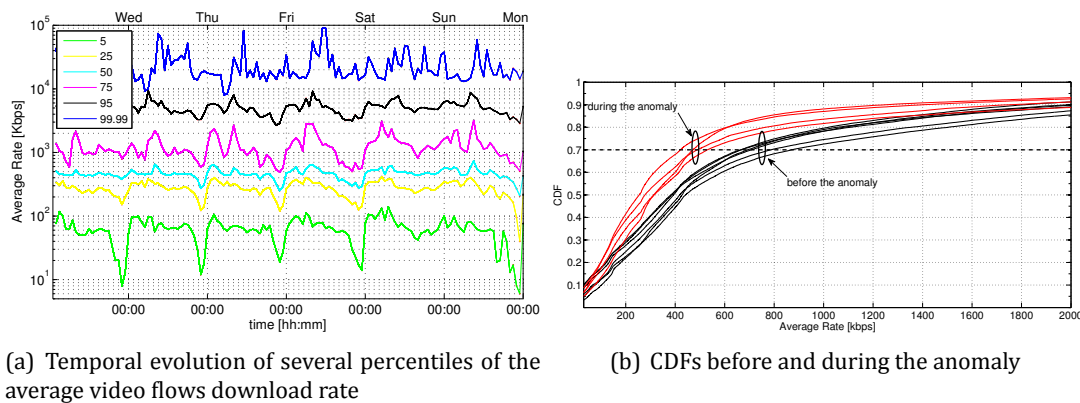 Wed Thu Fri Sat Sun Mon
10^5
5
25
50
75
95
99.99
10^4
10^3
10^2
10^1
Average Rate [Kbps]
00:00 00:00 00:00 00:00 00:00 00:00
time [hh:mm]
(a) Temporal evolution of several percentiles of the
average video flows download rate
1
0.9
0.8
0.7
0.6
0.5
0.4
0.3
0.2
0.1
CDF
during the anomaly
before the anomaly
200 400 600 800 1000 1200 1400 1600 1800 2000
Average Rate [kbps]
(b) CDFs before and during the anomaly